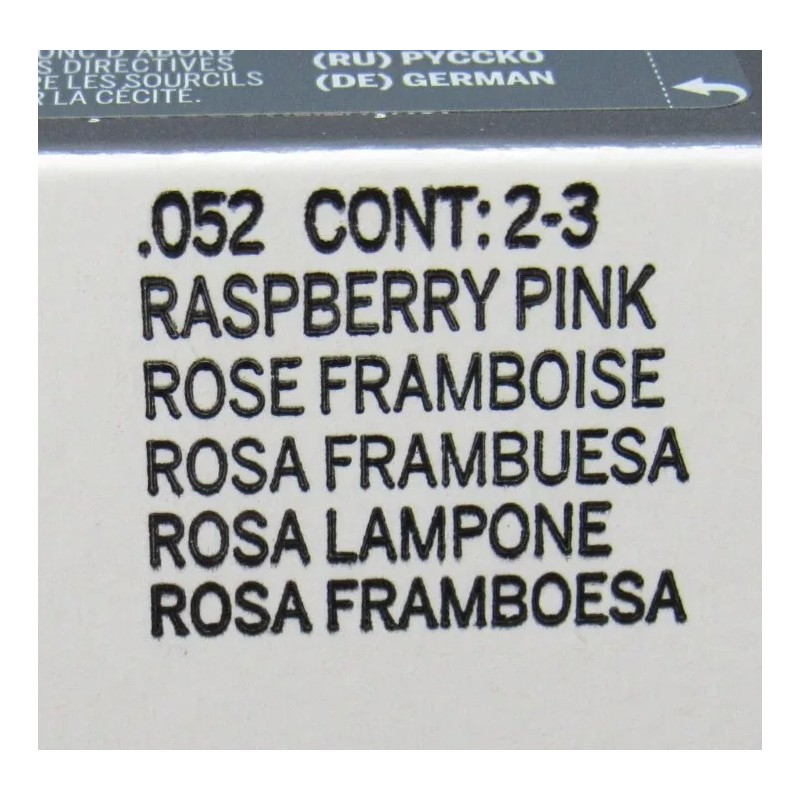 D'ABORD
DIRECTIVES
LES SOURCILS
LA CÉCITÉ.
(RU) PYCCKO
(DE) GERMAN
.052 CONT: 2-3
RASPBERRY PINK
ROSE FRAMBOISE
ROSA FRAMBUESA
ROSA LAMPONE
ROSA FRAMBOESA